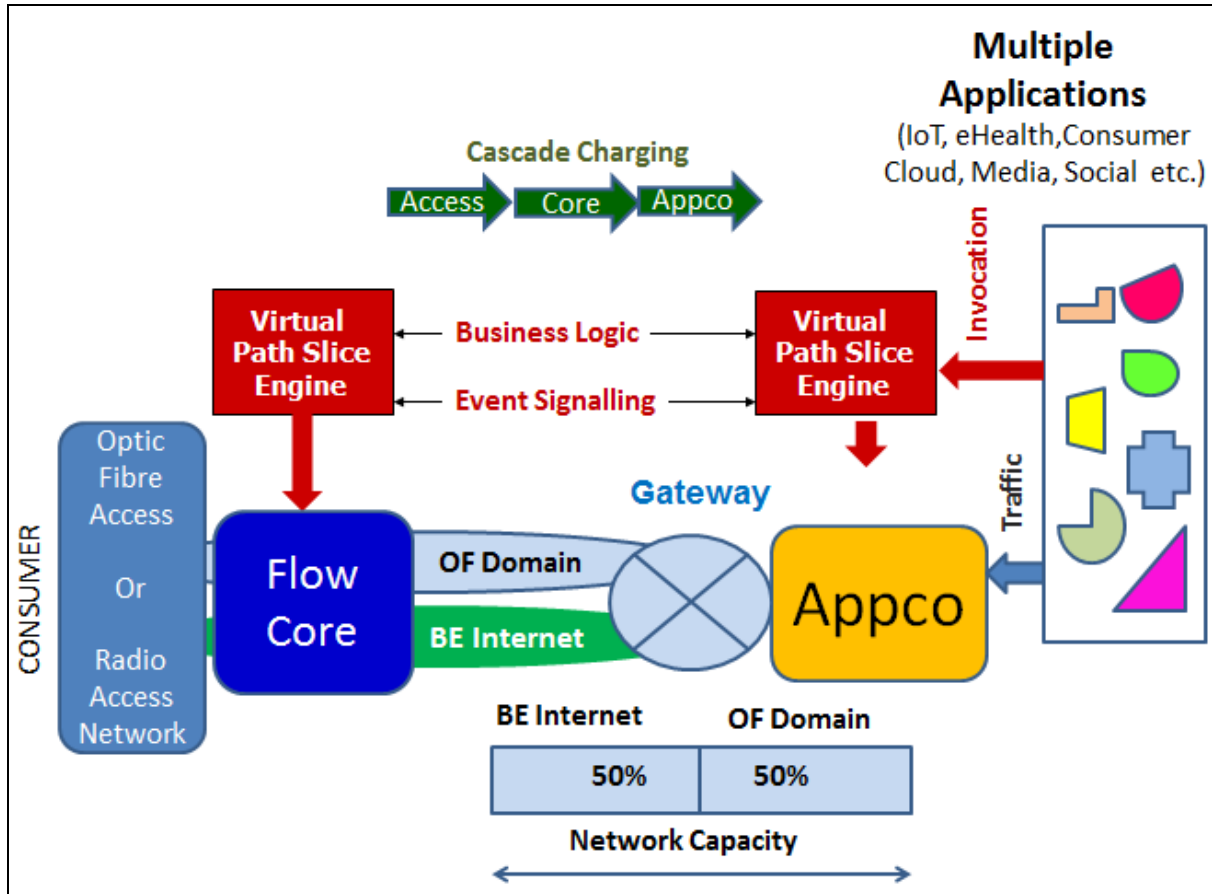 Multiple
Applications
(IoT, eHealth,Consumer
Cloud, Media, Social etc.)
Cascade Charging
Access
Core
Appco
Invocation
Virtual
Path Slice
Engine
Business Logic
Event Signalling
Virtual
Path Slice
Engine
CONSUMER
Optic
Fibre
Access
Or
Radio
Access
Network
Gateway
Traffic
Flow
Core
OF Domain
BE Internet
Appco
BE Internet
OF Domain
50%
50%
Network Capacity